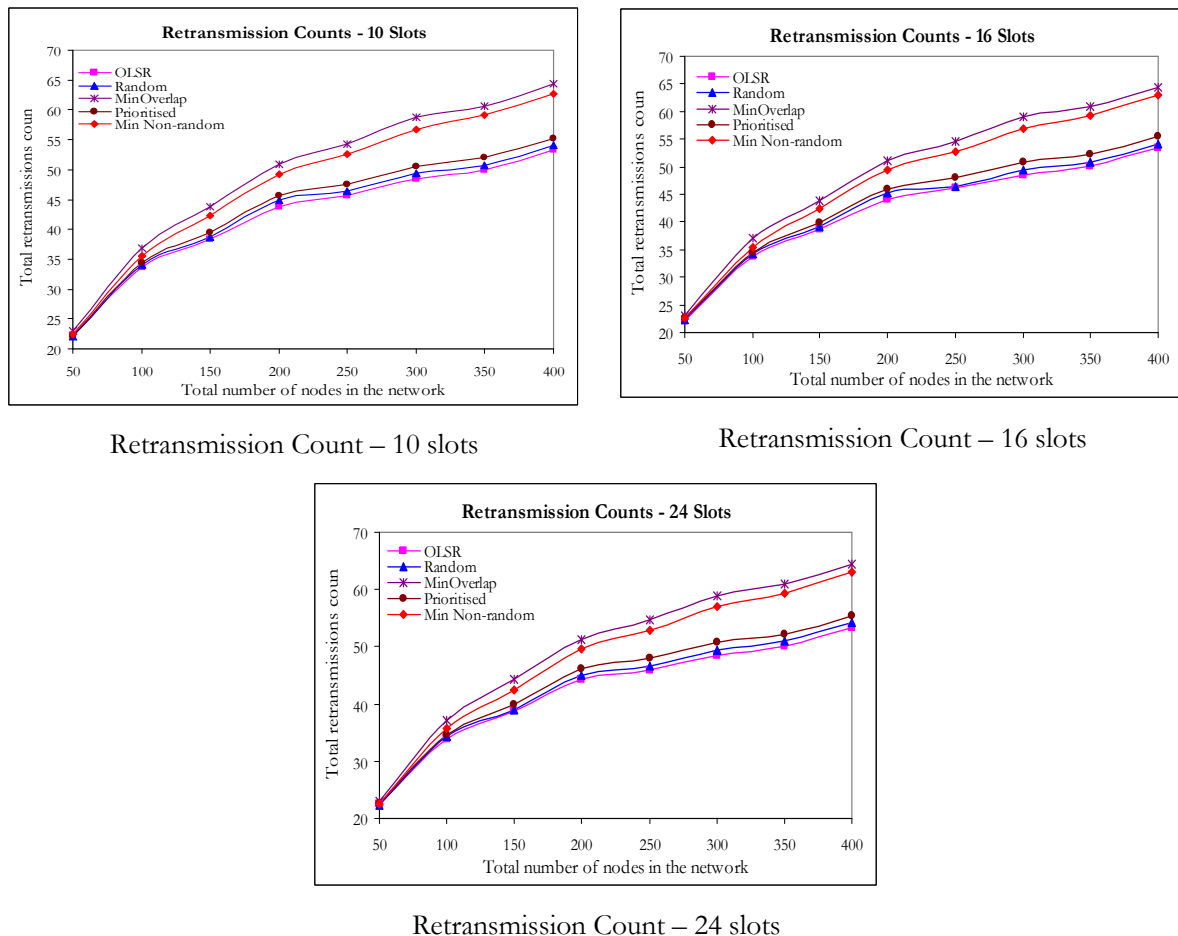 Retransmission Counts - 10 Slots
70
65
60
55
50
45
40
35
30
25
20
Total retransmissions coun
OLSR
Random
MinOverlap
Prioritised
Min Non-random
50 100 150 200 250 300 350 400
Total number of nodes in the network
Retransmission Count – 10 slots
Retransmission Counts - 16 Slots
70
65
60
55
50
45
40
35
30
25
20
Total retransmissions coun
OLSR
Random
MinOverlap
Prioritised
Min Non-random
50 100 150 200 250 300 350 400
Total number of nodes in the network
Retransmission Count – 16 slots
Retransmission Counts - 24 Slots
70
60
50
40
30
20
Total retransmissions coun
OLSR
Random
MinOverlap
Prioritised
Min Non-random
50 100 150 200 250 300 350 400
Total number of nodes in the network
Retransmission Count – 24 slots